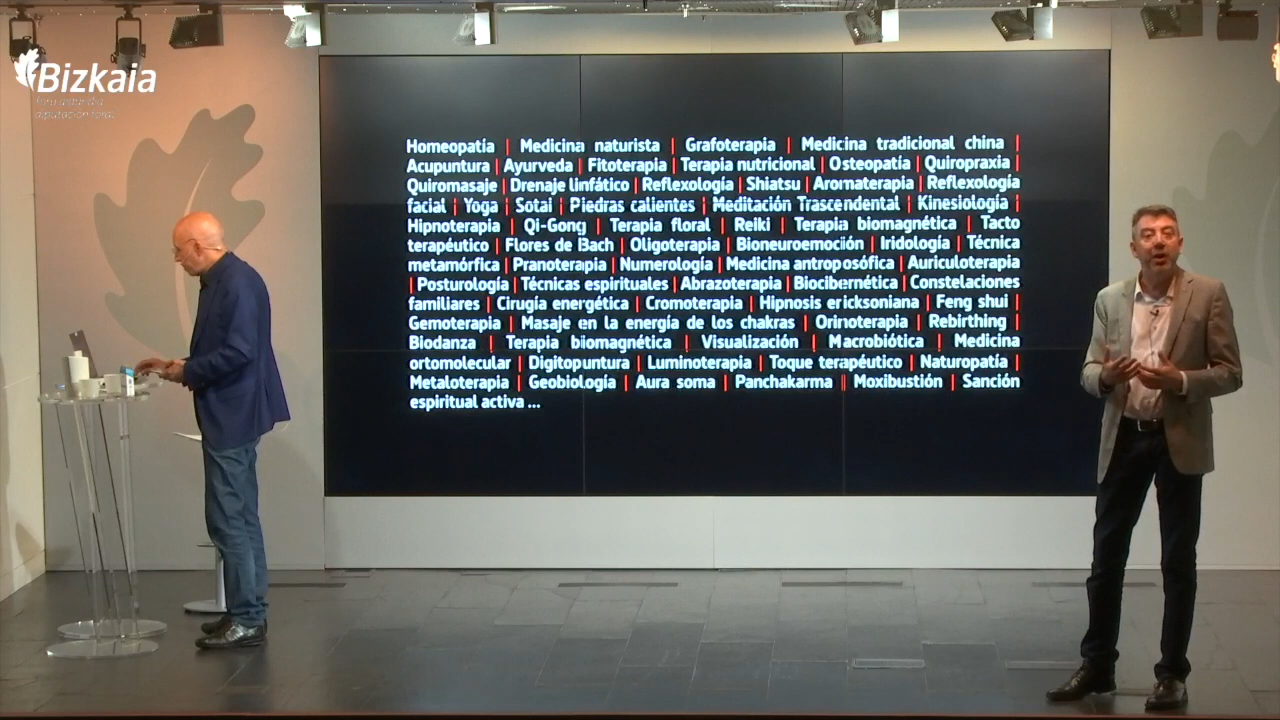 Bizkaia
foru aldundia
diputación foral
Homeopatía | Medicina naturista | Grafoterapia | Medicina tradicional china |
Acupuntura | Ayurveda | Fitoterapia | Terapia nutricional | Osteopatía | Quiropraxia |
Quiromasaje | Drenaje linfático | Reflexología | Shiatsu | Aromaterapia | Reflexología
facial | Yoga | Sotai | Piedras calientes | Meditación Trascendental | Kinesiología |
Hipnoterapia | Qi-Gong | Terapia floral | Reiki | Terapia biomagnética | Tacto
terapéutico | Flores de Bach | Oligoterapia | Bioneuroemoción | Iridología | Técnica
metamórfica | Pranoterapia | Numerología | Medicina antroposófica | Auriculoterapia
| Posturología | Técnicas espirituales | Abrazoterapia | Biocibernética | Constelaciones
familiares | Cirugía energética | Cromoterapia | Hipnosis ericksoniana | Feng shui |
Gemoterapia | Masaje en la energía de los chakras | Orinoterapia | Rebirthing |
Biodanza | Terapia biomagnética | Visualización | Macrobiótica | Medicina
ortomolecular | Digitopuntura | Luminoterapia | Toque terapéutico | Naturopatía |
Metaloterapia | Geobiología | Aura soma | Panchakarma | Moxibustión | Sanción
espiritual activa ...